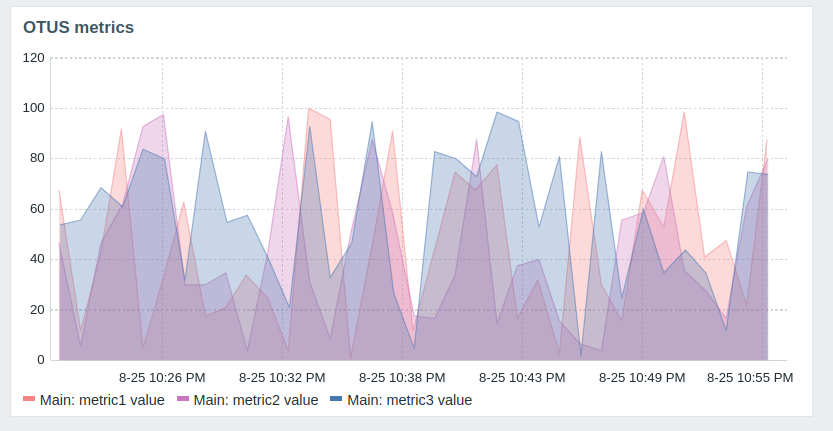 OTUS metrics
120
100
80
60
40
20
0
8-25 10:26 PM 8-25 10:32 PM 8-25 10:38 PM 8-25 10:43 PM 8-25 10:49 PM 8-25 10:55 PM
Main: metric1 value Main: metric2 value Main: metric3 value